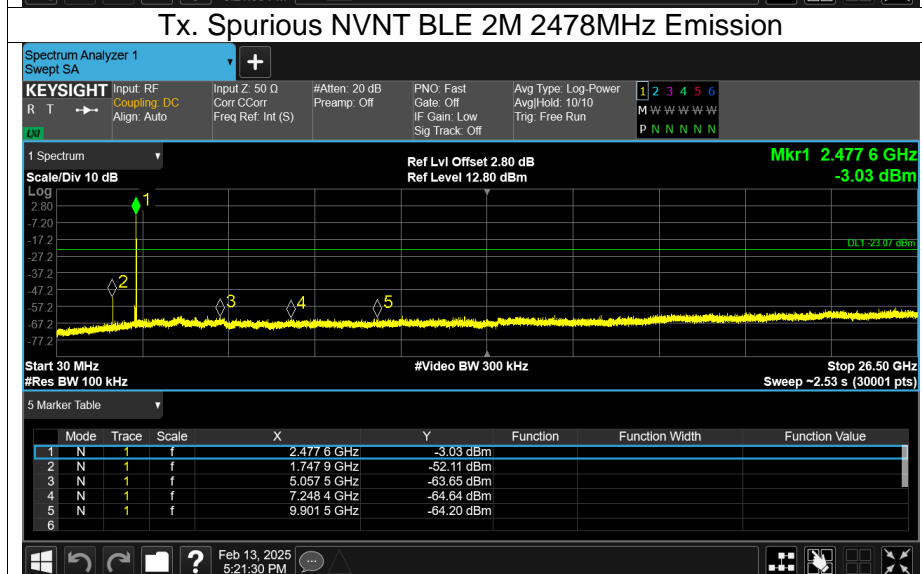 Tx. Spurious NVNT BLE 2M 2478MHz Emission
Spectrum Analyzer 1
Swept SA
+
KEYSIGHT Input: RF Input Z: 50 Ω #Atten: 20 dB PNO: Fast Avg Type: Log-Power 1 2 3 4 5 6
R T Coupling: DC Corr CCorr Preamp: Off Gate: Off Avg|Hold: 10/10 M W W W W W
Align: Auto Freq Ref: Int (S) IF Gain: Low Trig: Free Run
LXI Sig Track: Off P N N N N N
1 Spectrum Ref Lvl Offset 2.80 dB Mkr1 2.477 6 GHz
Scale/Div 10 dB Ref Level 12.80 dBm -3.03 dBm
Log
2.80 1
-7.20
-17.2 DL1 -23.07 dBm
-27.2
-37.2
-47.2 2
-57.2 3 4 5
-67.2
-77.2
Start 30 MHz #Video BW 300 kHz Stop 26.50 GHz
#Res BW 100 kHz Sweep ~2.53 s (30001 pts)
5 Marker Table
Mode Trace Scale X Y Function Function Width Function Value
1 N 1 f 2.477 6 GHz -3.03 dBm
2 N 1 f 1.747 9 GHz -52.11 dBm
3 N 1 f 5.057 5 GHz -63.65 dBm
4 N 1 f 7.248 4 GHz -64.64 dBm
5 N 1 f 9.901 5 GHz -64.20 dBm
6
? Feb 13, 2025
5:21:30 PM